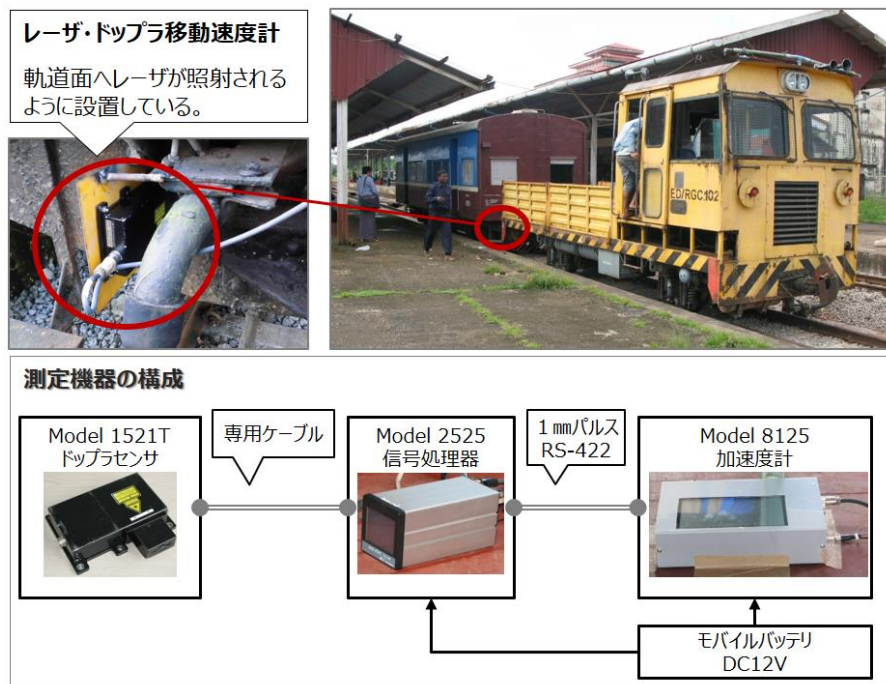 レーザ・ドップラ移動速度計
軌道面へレーザが照射される
ように設置している。
ED/RGC.102
測定機器の構成
Model 1521T
ドップラセンサ
専用ケーブル
Model 2525
信号処理器
1㎜パルス
RS-422
Model 8125
加速度計
モバイルバッテリ
DC12V